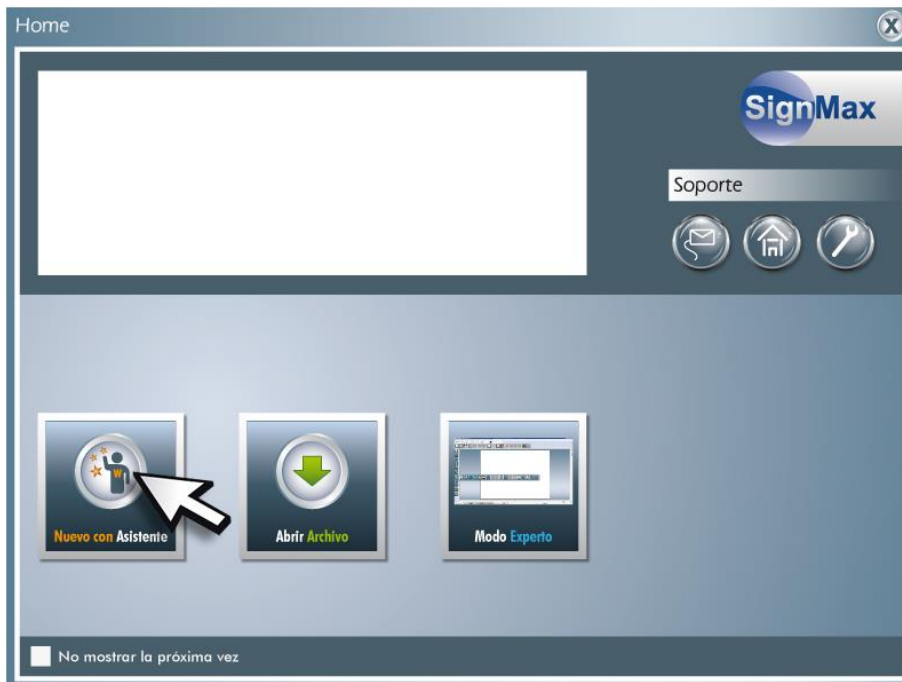 Home
SignMax
Soporte
Nuevo con Asistente
Abrir Archivo
Modo Experto
No mostrar la próxima vez